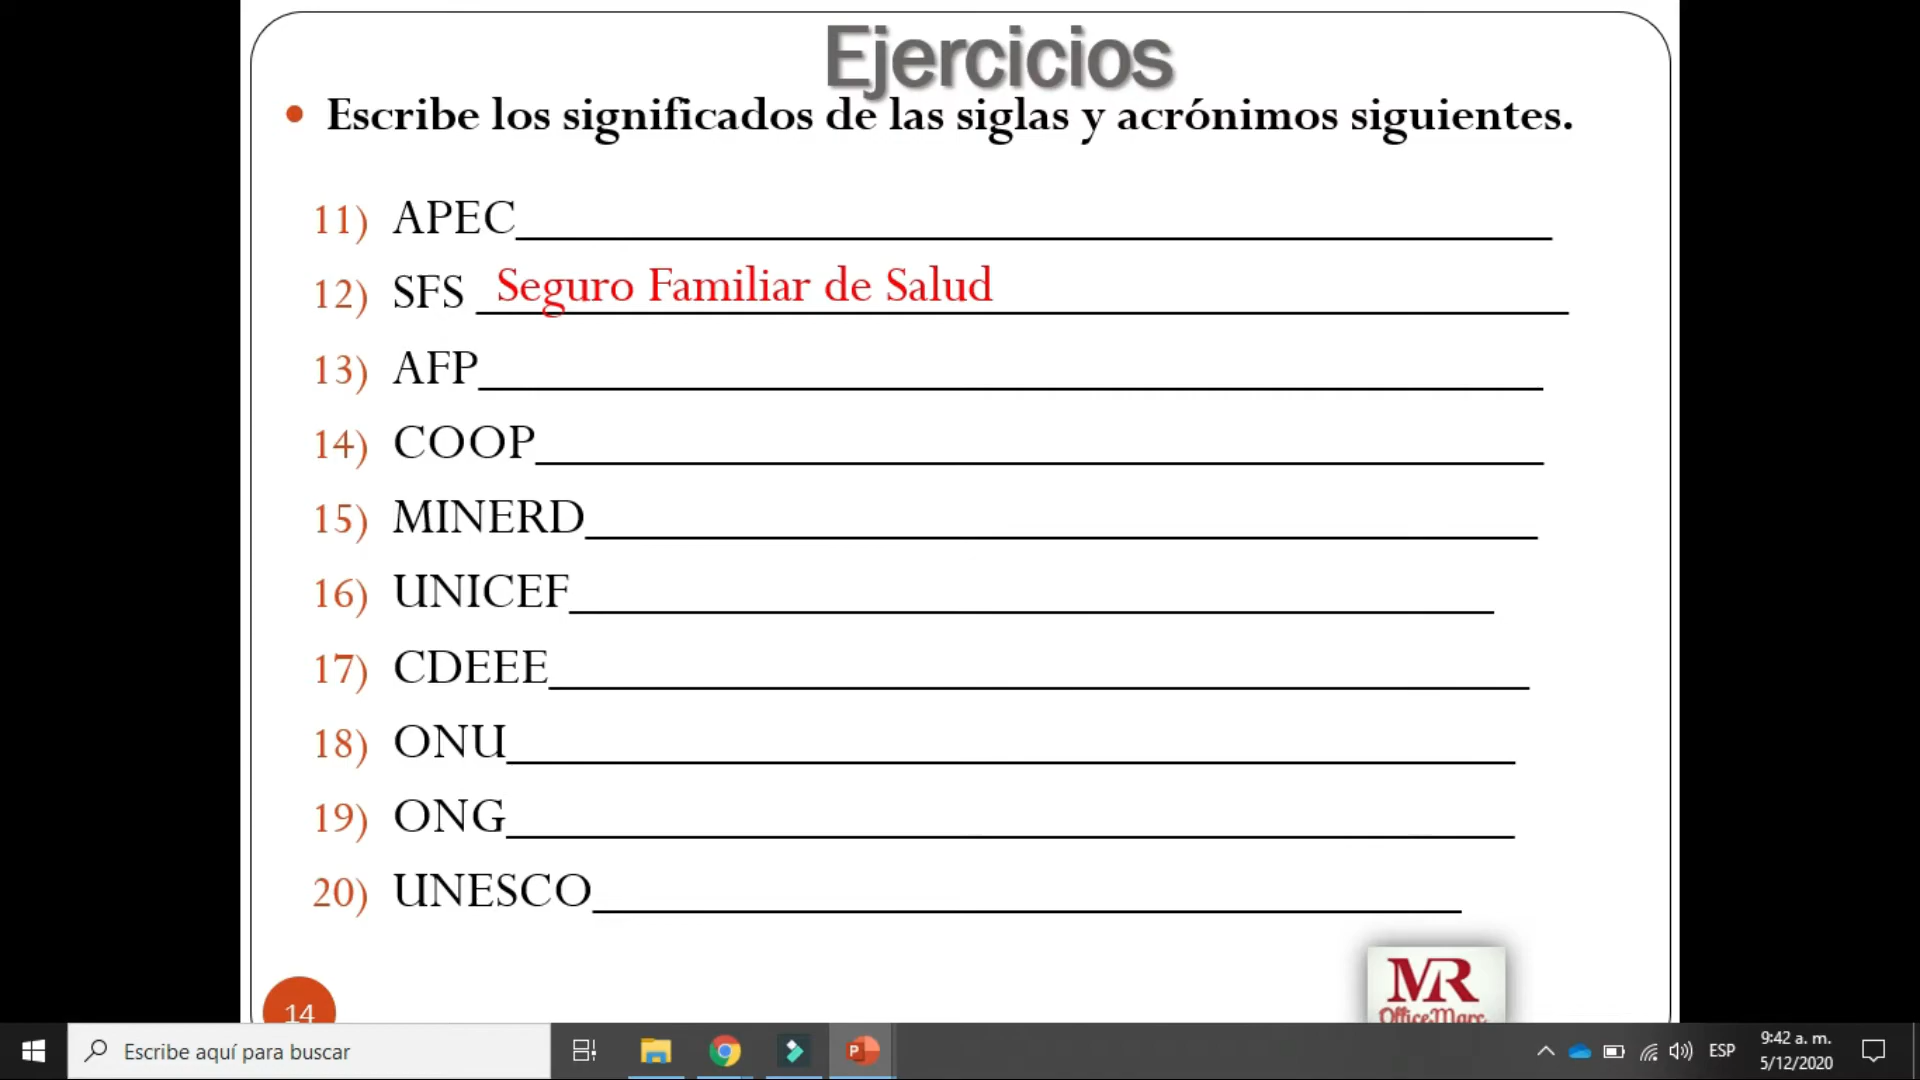 Ejercicios
• Escribe los significados de las siglas y acrónimos siguientes.
11) APEC
12) SFS Seguro Familiar de Salud
13) AFP
14) COOP
15) MINERD
16) UNICEF
17) CDEEE
18) ONU
19) ONG
20) UNESCO
MR
OfficeMarc
14
Escribe aquí para buscar
ESP
9:42 a. m.
5/12/2020